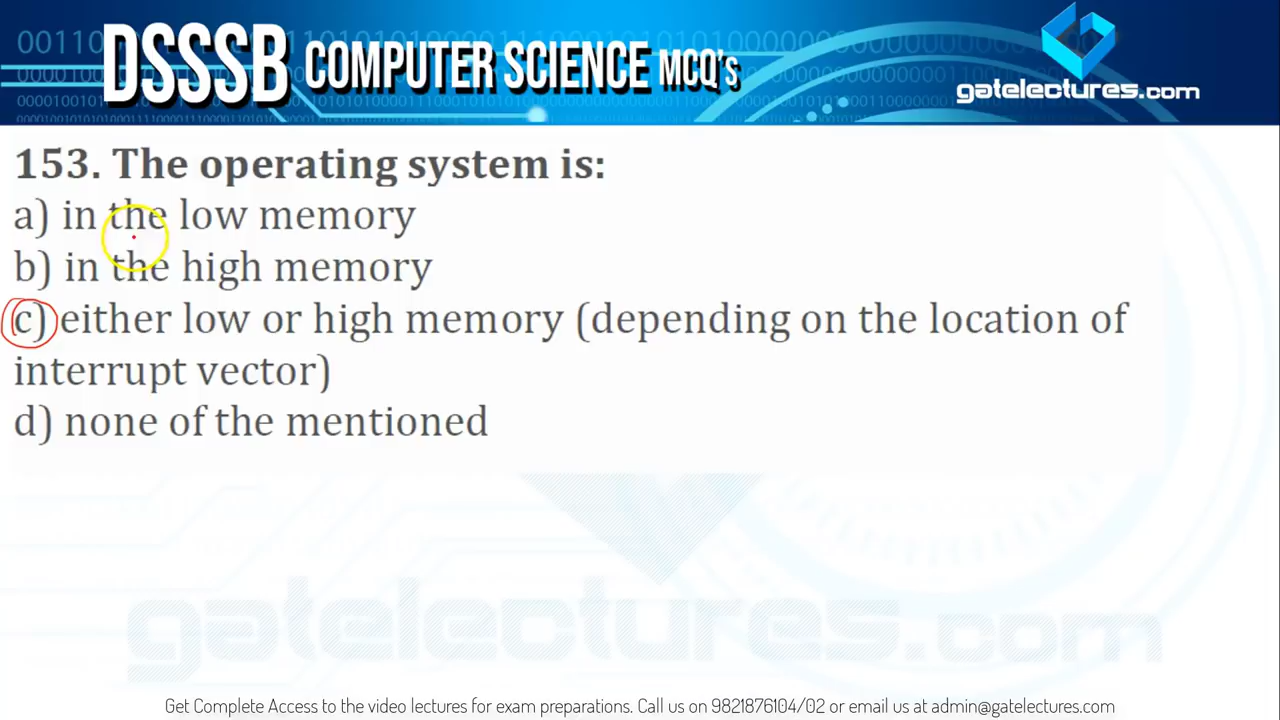 DSSSB COMPUTER SCIENCE MCQ's
gatelectures.com
153. The operating system is:
a) in the low memory
b) in the high memory
c) either low or high memory (depending on the location of
interrupt vector)
d) none of the mentioned
gatelectures.com
Get Complete Access to the video lectures for exam preparations. Call us on 9821876104/02 or email us at admin@gatelectures.com